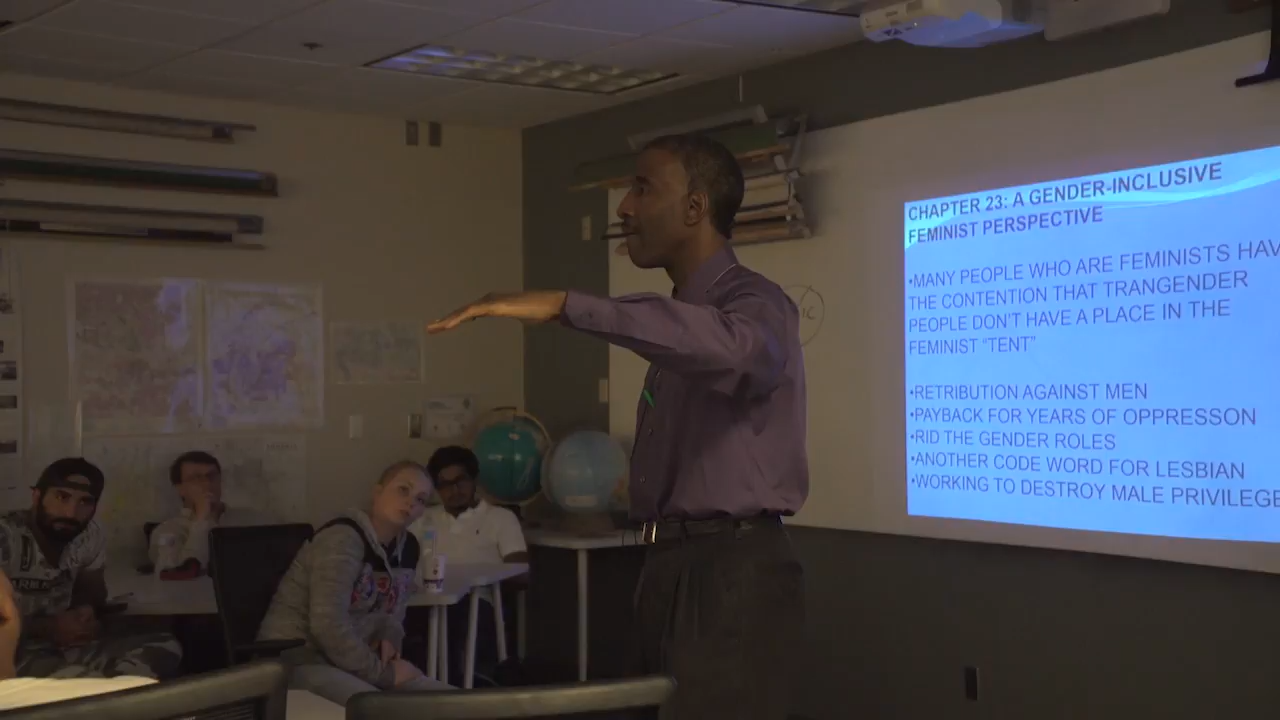 CHAPTER 23: A GENDER-INCLUSIVE
FEMINIST PERSPECTIVE
•MANY PEOPLE WHO ARE FEMINISTS HAV
THE CONTENTION THAT TRANGENDER
PEOPLE DON'T HAVE A PLACE IN THE
FEMINIST "TENT"
•RETRIBUTION AGAINST MEN
•PAYBACK FOR YEARS OF OPPRESSON
•RID THE GENDER ROLES
•ANOTHER CODE WORD FOR LESBIAN
•WORKING TO DESTROY MALE PRIVILEGE